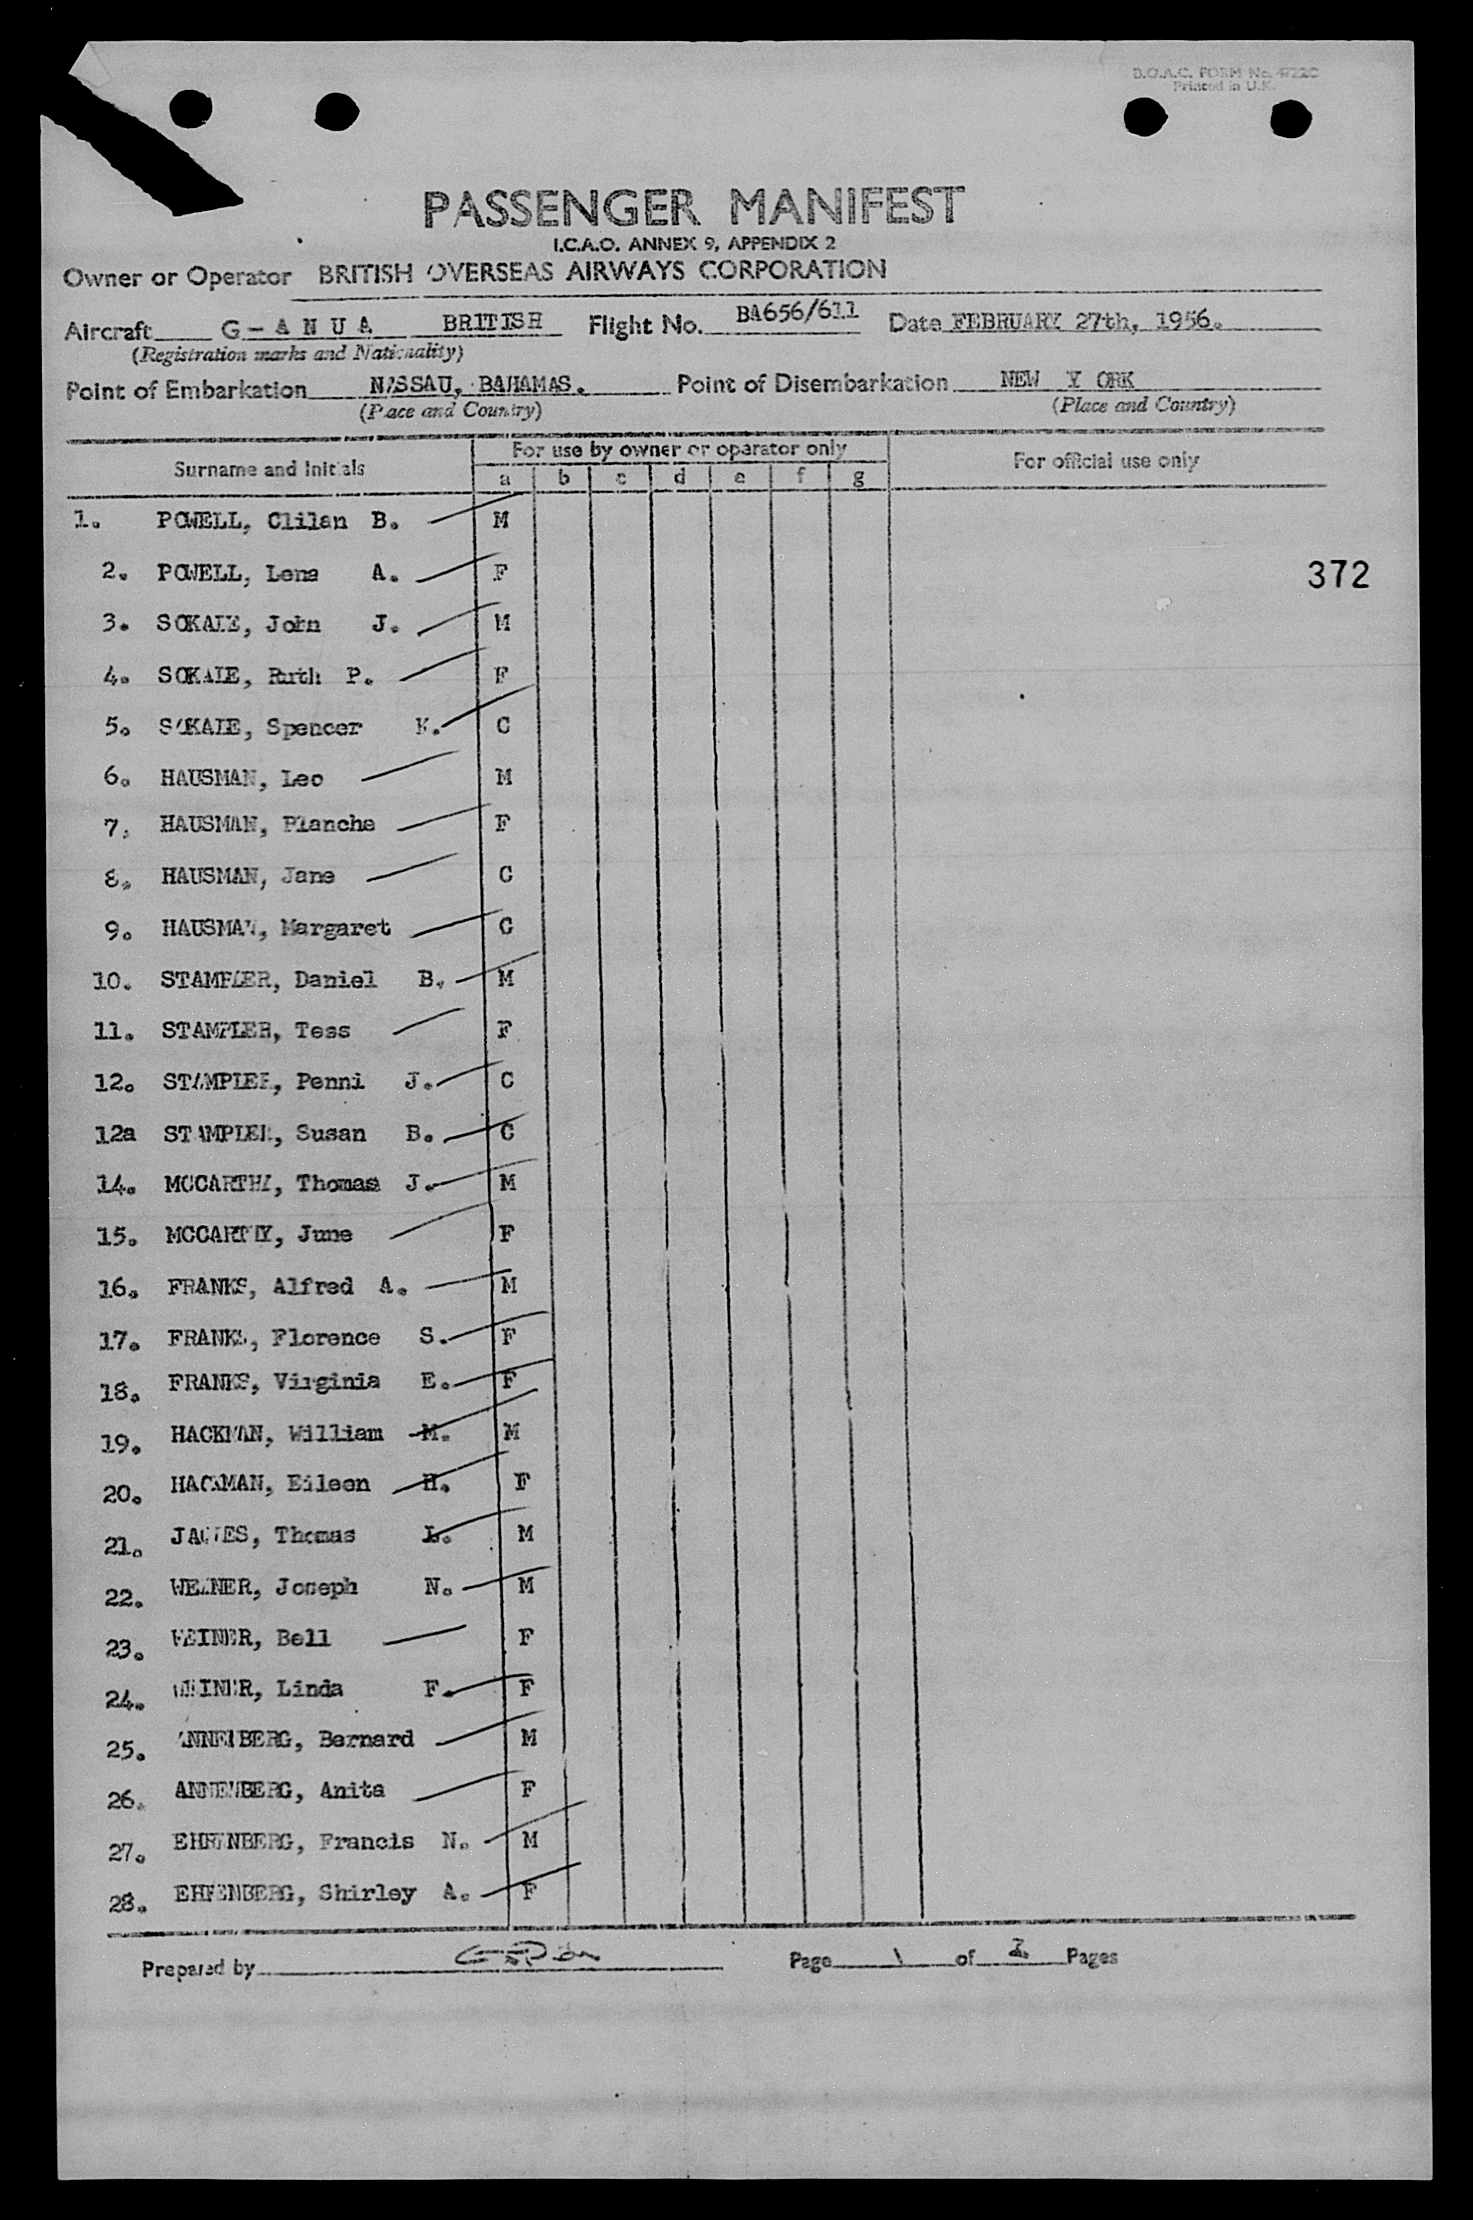 B.O.A.C. FORM No.
Printed in U.K.
PASSENGER MANIFEST
I.C.A.O. ANNEX 9, APPENDIX 2
Owner or Operator BRITISH OVERSEAS AIRWAYS CORPORATION
Aircraft G - A N U A BRITISH Flight No. BA656/611 Date FEBRUARY 27th, 1956.
(Registration marks and Nationality)
Point of Embarkation NASSAU, BAHAMAS. Point of Disembarkation NEW Y ORK
(Place and Country) (Place and Country)
Surname and Initials For use by owner or operator only For official use only
a b c d e f g
1. POWELL, Clilan B. M
2. POWELL, Lena A. F
372
3. SOKALE, John J. M
4. SOKALE, Ruth P. F
5. SOKALE, Spencer K. C
6. HAUSMAN, Leo M
7. HAUSMAN, Blanche F
8. HAUSMAN, Jane C
9. HAUSMAN, Margaret C
10. STAMPLER, Daniel B. M
11. STAMPLER, Tess F
12. STAMPLER, Penni J. C
12a STAMPLER, Susan B. C
14. MCCARTHY, Thomas J. M
15. MCCARTHY, June F
16. FRANKS, Alfred A. M
17. FRANKS, Florence S. F
18. FRANKS, Virginia E. F
19. HACKMAN, William M. M
20. HACKMAN, Eileen H. F
21. Thomas L. M
22. WEINER, Joseph N. M
23. WEINER, Bell F
24. WEINER, Linda F. F
25. ANNENBERG, Bernard M
26. ANNENBERG, Anita F
27. EHRENBERG, Francis N. M
28. EHRENBERG, Shirley A. F
Prepared by Page 1 of 2 Pages